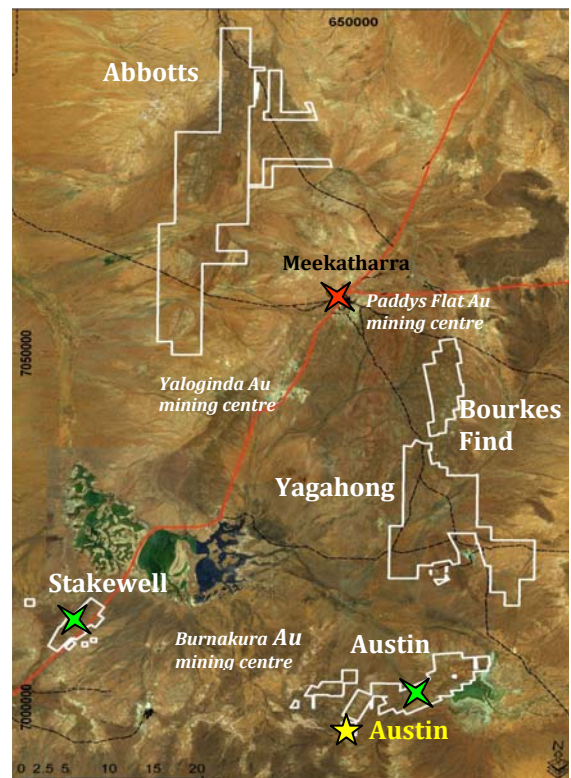 650000
Abbotts
Meekatharra
Paddys Flat Au
mining centre
7050000
Yaloginda Au
mining centre
Bourkes
Find
Yagahong
Stakewell
Burnakura Au
mining centre
Austin
7000000
Austin
0 2.5 5 10 15 20